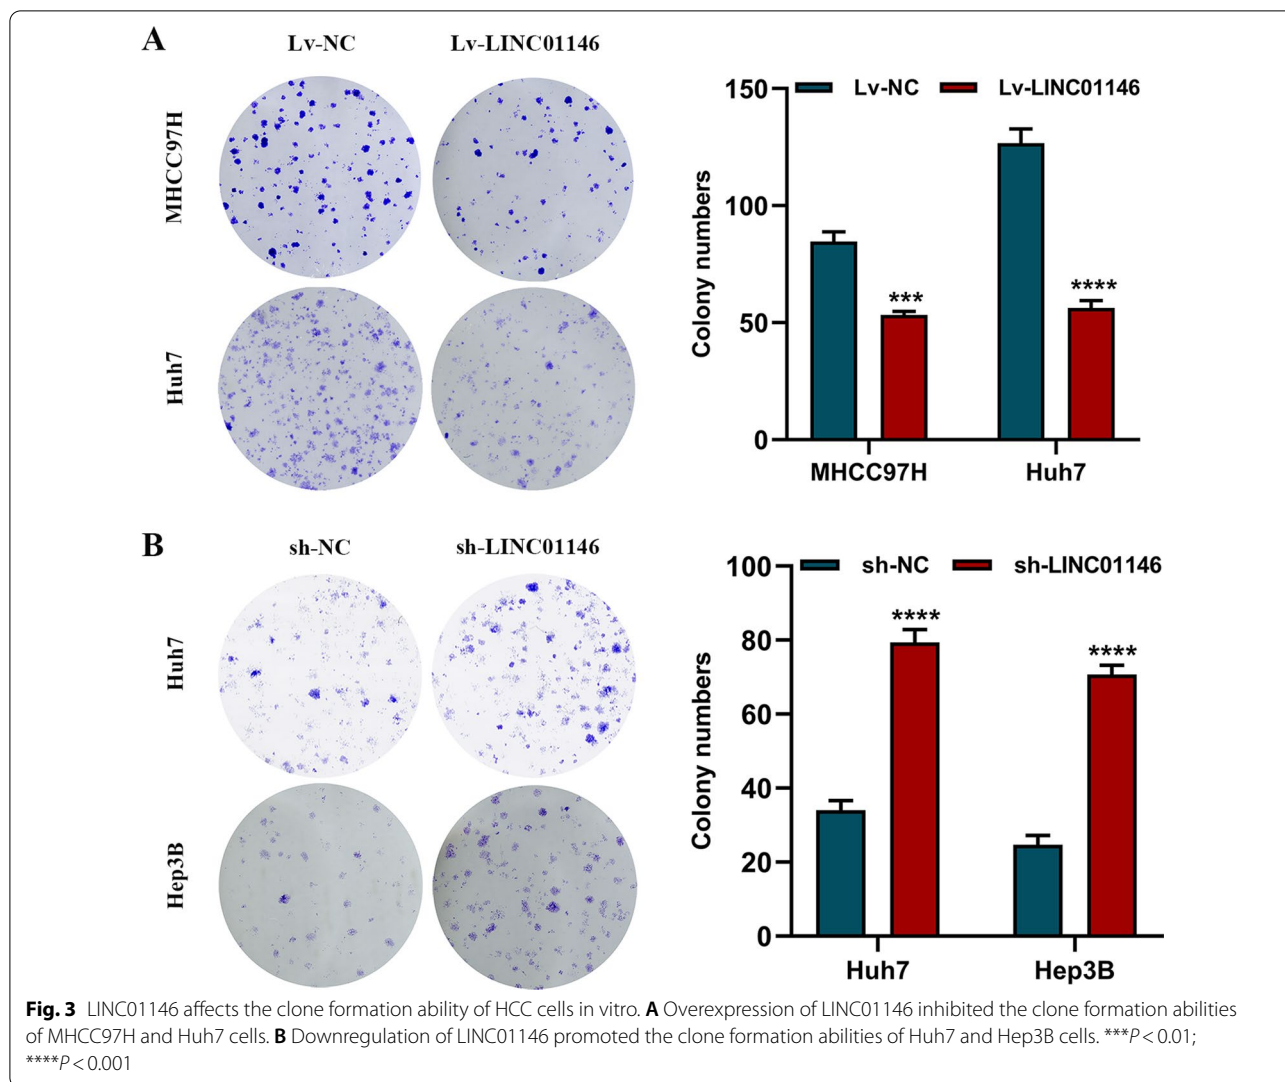 A
Lv-NC
Lv-LINC01146
MHCC97H
Huh7
Lv-NC
Lv-LINC01146
Colony numbers
150
100
50
0
***
****
MHCC97H
Huh7
B
sh-NC
sh-LINC01146
Huh7
Hep3B
sh-NC
sh-LINC01146
Colony numbers
100
80
60
40
20
0
****
****
Huh7
Hep3B
Fig. 3 LINC01146 affects the clone formation ability of HCC cells in vitro. A Overexpression of LINC01146 inhibited the clone formation abilities
of MHCC97H and Huh7 cells. B Downregulation of LINC01146 promoted the clone formation abilities of Huh7 and Hep3B cells. ***P < 0.01;
****P < 0.001